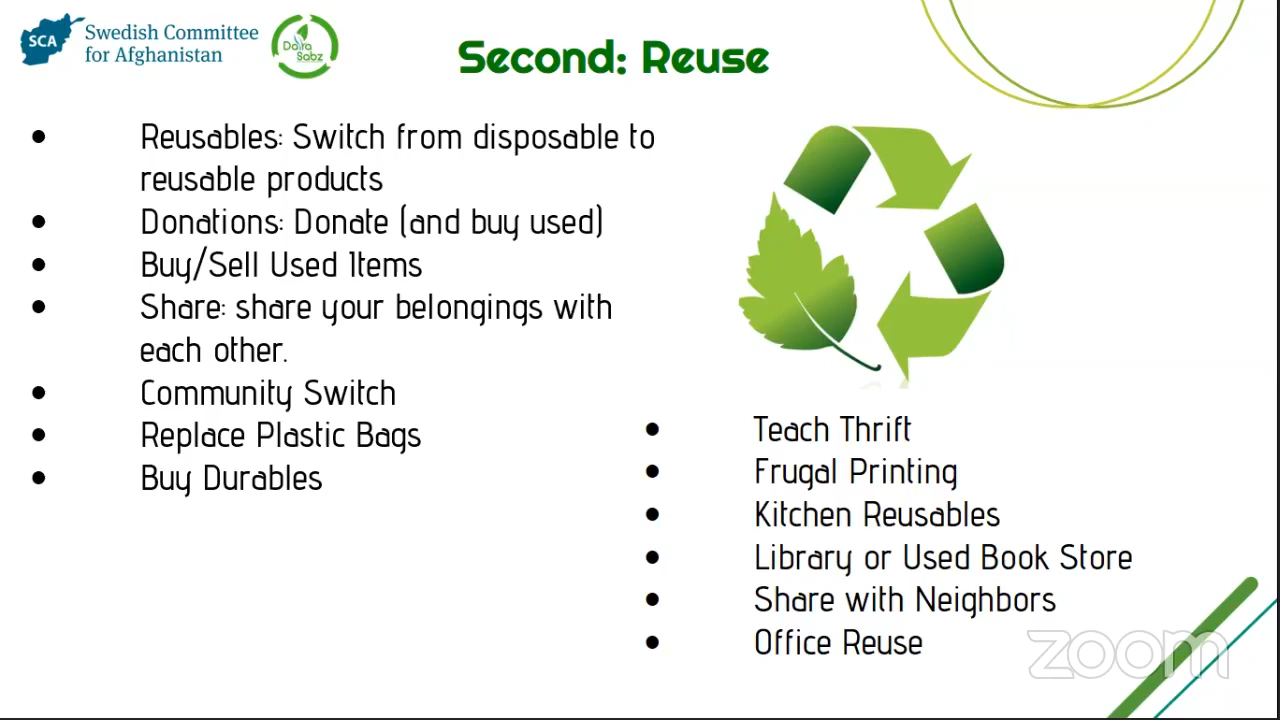 SCA
Swedish Committee
for Afghanistan
Daira
Sabz
Second: Reuse
Reusables: Switch from disposable to
reusable products
Donations: Donate (and buy used)
Buy/Sell Used Items
Share: share your belongings with
each other.
Community Switch
Replace Plastic Bags
Buy Durables
Teach Thrift
Frugal Printing
Kitchen Reusables
Library or Used Book Store
Share with Neighbors
Office Reuse
zoom